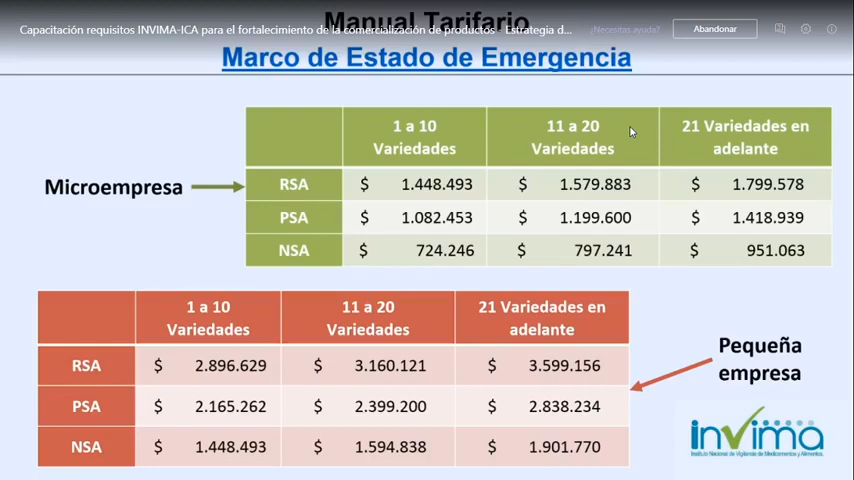 Manual Tarifario
Capacitación requisitos INVIMA-ICA para el fortalecimiento de la comercialización de productos - Estrategia d...
¿Necesitas ayuda?
Abandonar
Marco de Estado de Emergencia
Microempresa
1 a 10 Variedades 11 a 20 Variedades 21 Variedades en adelante
RSA $ 1.448.493 $ 1.579.883 $ 1.799.578
PSA $ 1.082.453 $ 1.199.600 $ 1.418.939
NSA $ 724.246 $ 797.241 $ 951.063
1 a 10 Variedades 11 a 20 Variedades 21 Variedades en adelante
RSA $ 2.896.629 $ 3.160.121 $ 3.599.156
PSA $ 2.165.262 $ 2.399.200 $ 2.838.234
NSA $ 1.448.493 $ 1.594.838 $ 1.901.770
Pequeña
empresa
invima
Instituto Nacional de Vigilancia de Medicamentos y Alimentos.